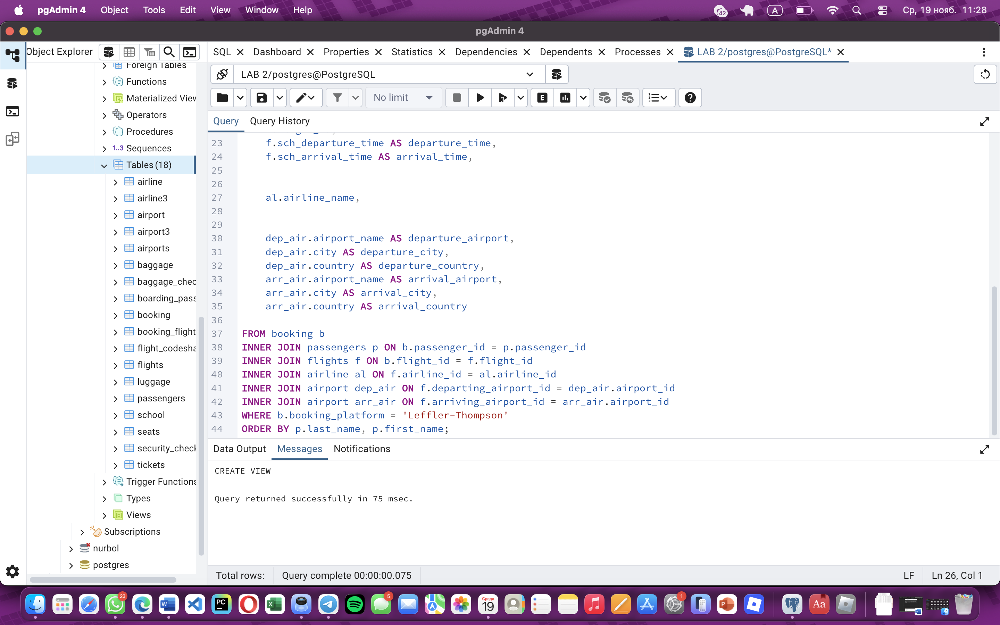 pgAdmin 4 Object Tools Edit View Window Help 42 A Ср, 19 нояб. 11:28
pgAdmin 4
Object Explorer
SQL Dashboard Properties Statistics Dependencies Dependents Processes LAB 2/postgres@PostgreSQL*
LAB 2/postgres@PostgreSQL
No limit E
Query Query History
Foreign Tables
Functions
Materialized View
Operators
Procedures
1..3 Sequences
Tables (18)
airline
airline3
airport
airport3
airports
baggage
baggage_chec
boarding_pass
booking
booking_flight
flight_codesha
flights
luggage
passengers
school
seats
security_check
tickets
Trigger Functions
Types
Views
Subscriptions
nurbol
postgres
23 f.sch_departure_time AS departure_time,
24 f.sch_arrival_time AS arrival_time,
25
26
27 al.airline_name,
28
29
30 dep_air.airport_name AS departure_airport,
31 dep_air.city AS departure_city,
32 dep_air.country AS departure_country,
33 arr_air.airport_name AS arrival_airport,
34 arr_air.city AS arrival_city,
35 arr_air.country AS arrival_country
36
37 FROM booking b
38 INNER JOIN passengers p ON b.passenger_id = p.passenger_id
39 INNER JOIN flights f ON b.flight_id = f.flight_id
40 INNER JOIN airline al ON f.airline_id = al.airline_id
41 INNER JOIN airport dep_air ON f.departing_airport_id = dep_air.airport_id
42 INNER JOIN airport arr_air ON f.arriving_airport_id = arr_air.airport_id
43 WHERE b.booking_platform = 'Leffler-Thompson'
44 ORDER BY p.last_name, p.first_name;
Data Output Messages Notifications
CREATE VIEW
Query returned successfully in 75 msec.
Total rows: Query complete 00:00:00.075 LF Ln 26, Col 1
23 W PC X 5 Среда 19 1 P Aa